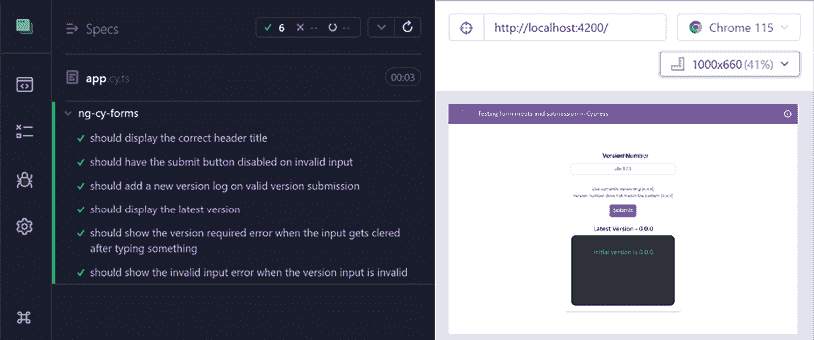 Specs
6
--
--
app.cy.ts
00:03
ng-cy-forms
should display the correct header title
should have the submit button disabled on invalid input
should add a new version log on valid version submission
should display the latest version
should show the version required error when the input gets clered
after typing something
should show the invalid input error when the version input is invalid
http://localhost:4200/
Chrome 115
1000x660 (41%)
Testing form inputs and submission in Cypress
Version Number
Submit
Latest Version - 0.0.0
initial version is 0.0.0